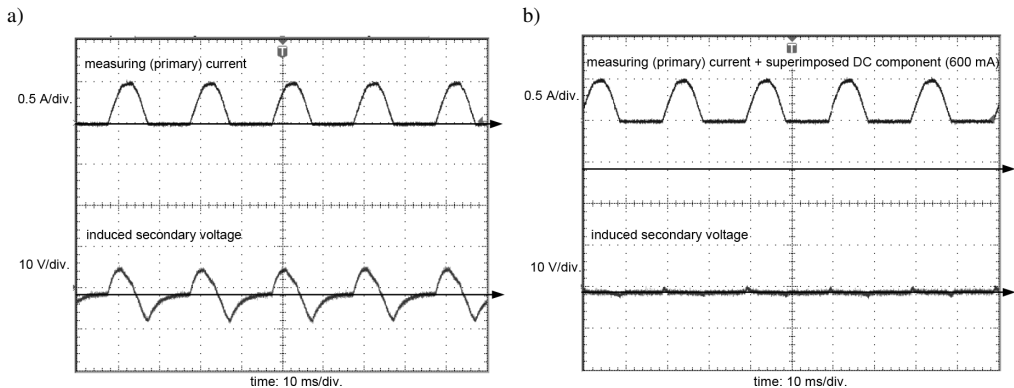 a)
T
measuring (primary) current
0.5 A/div.
induced secondary voltage
10 V/div.
time: 10 ms/div.
b)
T
measuring (primary) current + superimposed DC component (600 mA)
0.5 A/div.
induced secondary voltage
10 V/div.
time: 10 ms/div.